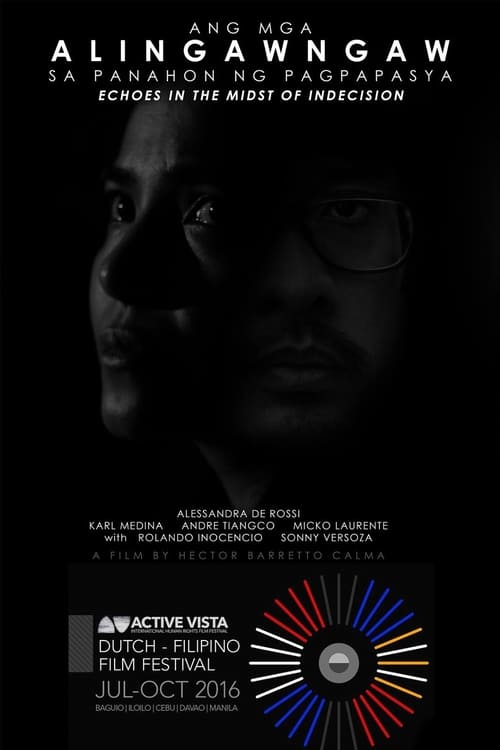 ANG MGA
ALINGAWNGAW
SA PANAHON NG PAGPAPASYA
ECHOES IN THE MIDST OF INDECISION
ALESSANDRA DE ROSSI
KARL MEDINA ANDRE TIANGCO MICKO LAURENTE
with ROLANDO INOCENCIO SONNY VERSOZA
A FILM BY HECTOR BARRETTO CALMA
ACTIVE VISTA
INTERNATIONAL HUMAN RIGHTS FILM FESTIVAL
DUTCH - FILIPINO
FILM FESTIVAL
JUL-OCT 2016
BAGUIO | ILOILO | CEBU | DAVAO | MANILA